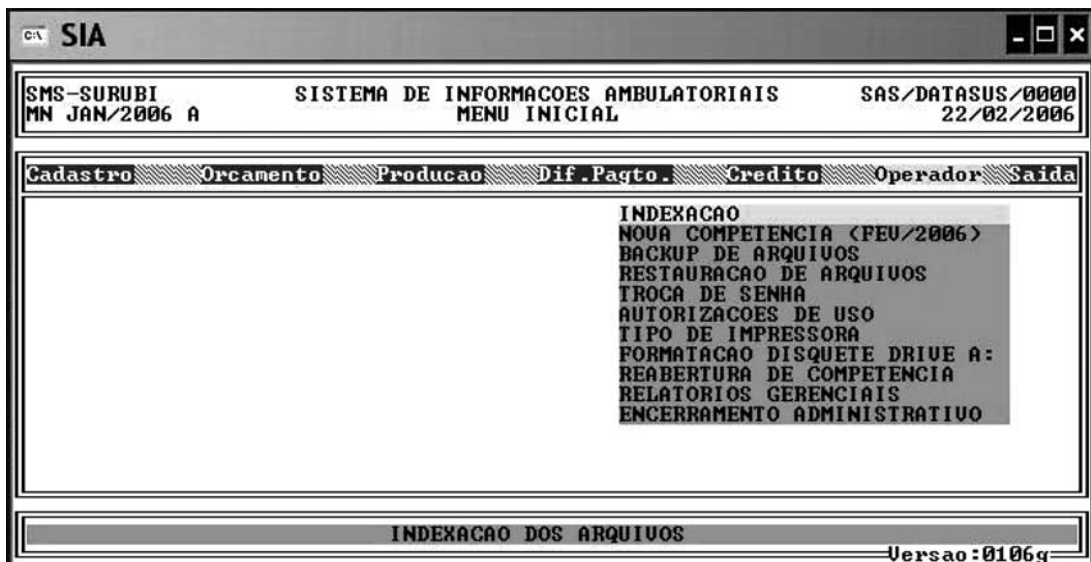 C:\ SIA
SMS-SURUBI SISTEMA DE INFORMACOES AMBULATORIAIS SAS/DATASUS/0000
MN JAN/2006 A MENU INICIAL 22/02/2006
Cadastro Orcamento Producao Dif.Pagto. Credito Operador Saida
INDEXACAO
NOVA COMPETENCIA (FEV/2006)
BACKUP DE ARQUIVOS
RESTAURACAO DE ARQUIVOS
TROCA DE SENHA
AUTORIZACOES DE USO
TIPO DE IMPRESSORA
FORMATACAO DISQUETE DRIVE A:
REABERTURA DE COMPETENCIA
RELATORIOS GERENCIAIS
ENCERRAMENTO ADMINISTRATIVO
INDEXACAO DOS ARQUIVOS
Versao:0106g